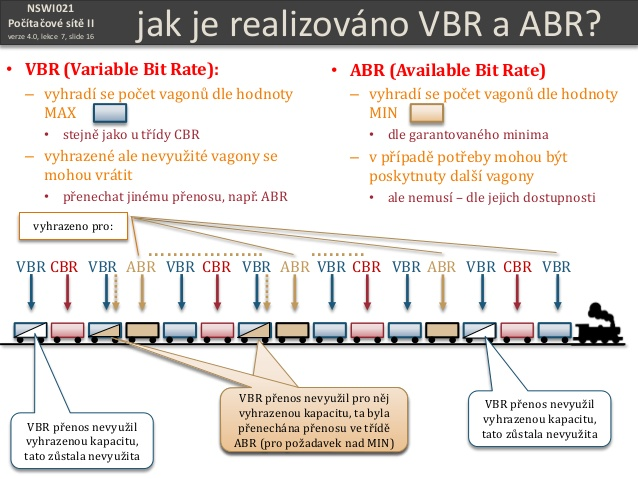 NSWI021
Počítačové sítě II
verze 4.0, lekce 7, slide 16
jak je realizováno VBR a ABR?
• VBR (Variable Bit Rate):
– vyhradí se počet vagonů dle hodnoty
MAX
• stejně jako u třídy CBR
– vyhrazené ale nevyužité vagony se
mohou vrátit
• přenechat jinému přenosu, např. ABR
• ABR (Available Bit Rate)
– vyhradí se počet vagonů dle hodnoty
MIN
• dle garantovaného minima
– v případě potřeby mohou být
poskytnuty další vagony
• ale nemusí – dle jejich dostupnosti
vyhrazeno pro:
VBR CBR VBR ABR VBR CBR VBR ABR VBR CBR VBR ABR VBR CBR VBR
VBR přenos nevyužil
vyhrazenou kapacitu,
tato zůstala nevyužita
VBR přenos nevyužil pro něj
vyhrazenou kapacitu, ta byla
přenechána přenosu ve třídě
ABR (pro požadavek nad MIN)
VBR přenos nevyužil
vyhrazenou kapacitu,
tato zůstala nevyužita